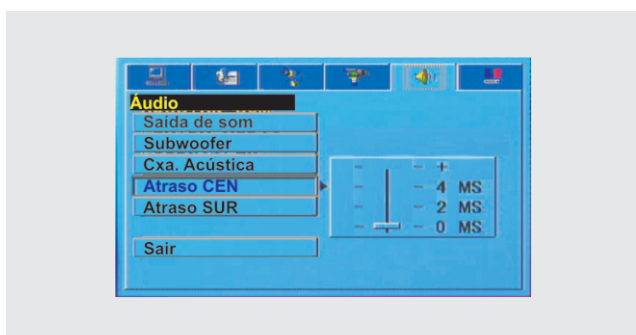 Áudio
Saída de som
Subwoofer
Cxa. Acústica
Atraso CEN
Atraso SUR
Sair
– – +
– – 4 MS
– – 2 MS
– – 0 MS